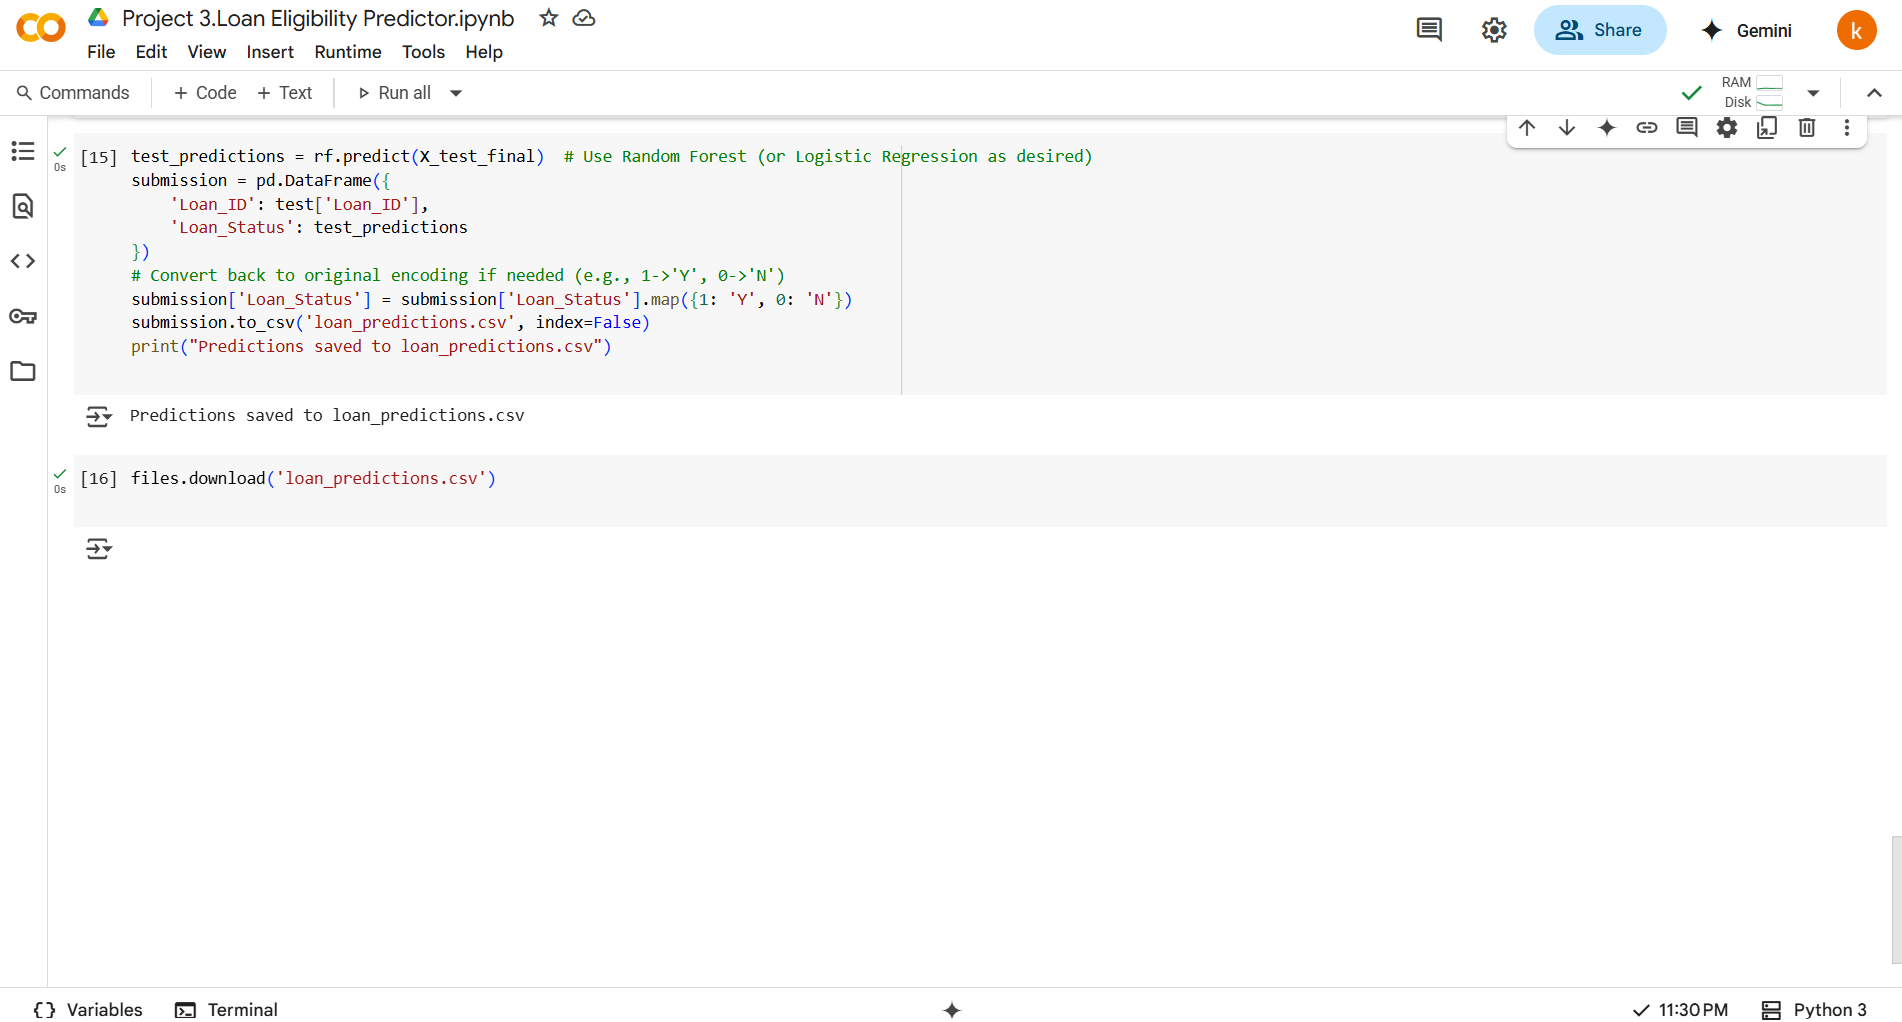 Project 3.Loan Eligibility Predictor.ipynb
File Edit View Insert Runtime Tools Help
Share
Gemini
k
Commands + Code + Text Run all
RAM
Disk
[15] test_predictions = rf.predict(X_test_final)  # Use Random Forest (or Logistic Regression as desired)
0s
submission = pd.DataFrame({
    'Loan_ID': test['Loan_ID'],
    'Loan_Status': test_predictions
})
# Convert back to original encoding if needed (e.g., 1->'Y', 0->'N')
submission['Loan_Status'] = submission['Loan_Status'].map({1: 'Y', 0: 'N'})
submission.to_csv('loan_predictions.csv', index=False)
print("Predictions saved to loan_predictions.csv")
Predictions saved to loan_predictions.csv
[16] files.download('loan_predictions.csv')
0s
{} Variables Terminal
11:30 PM Python 3